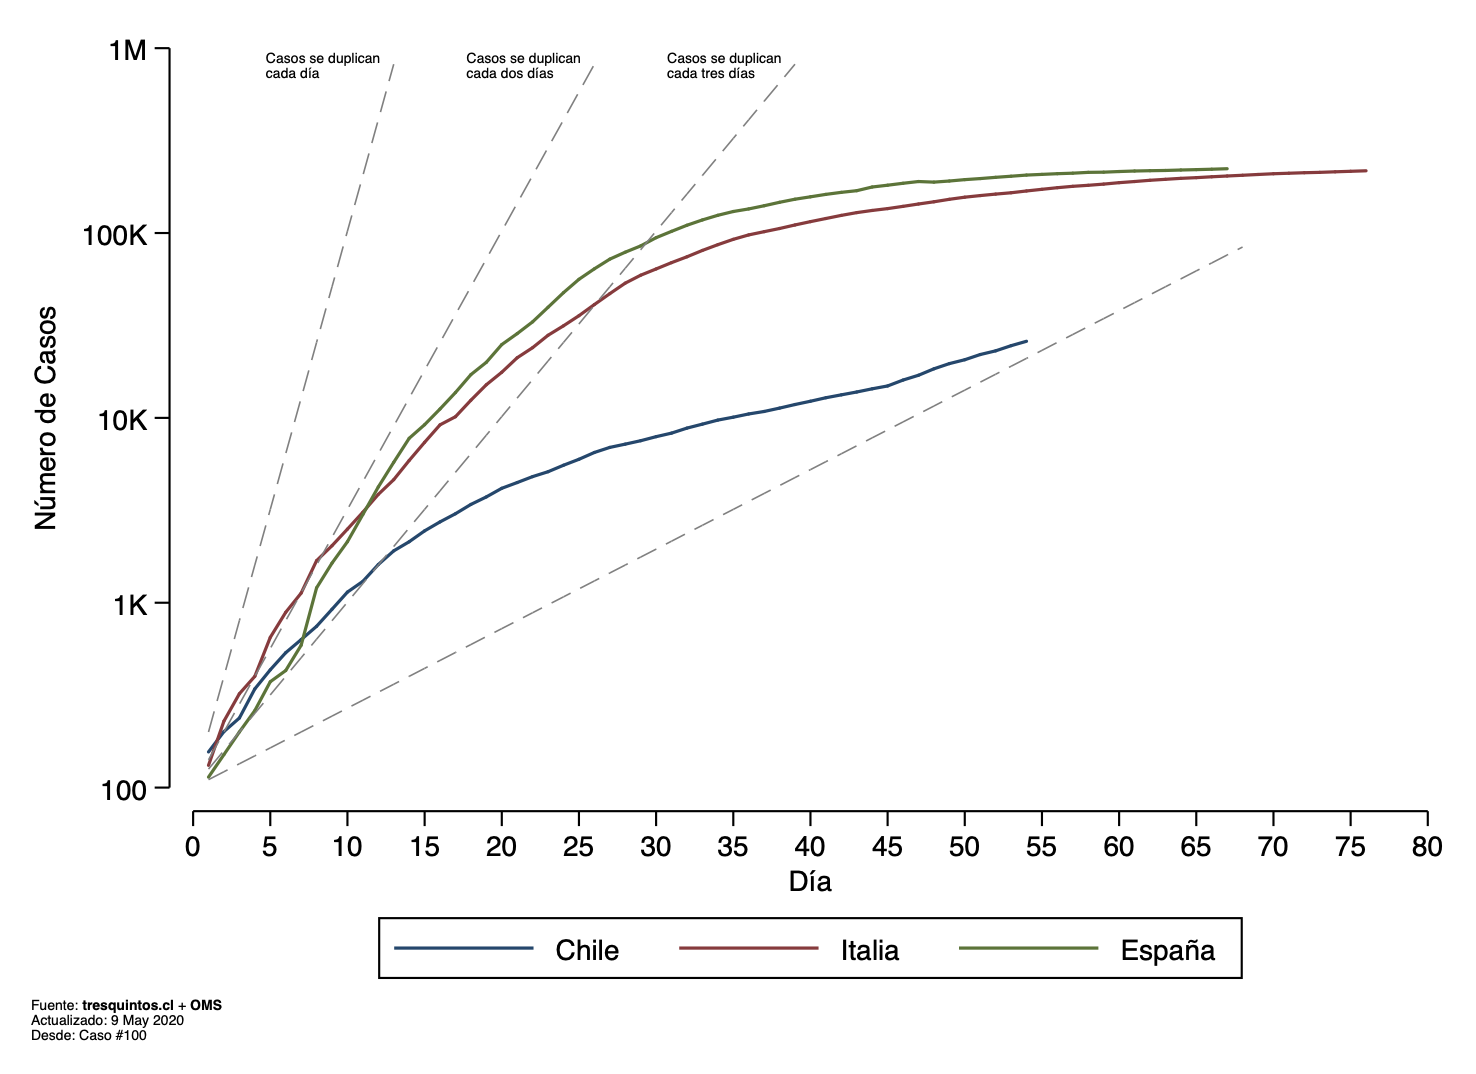 1M
100K
10K
1K
100
Número de Casos
Casos se duplican
cada día
Casos se duplican
cada dos días
Casos se duplican
cada tres días
0 5 10 15 20 25 30 35 40 45 50 55 60 65 70 75 80
Día
Chile Italia España
Fuente: tresquintos.cl + OMS
Actualizado: 9 May 2020
Desde: Caso #100